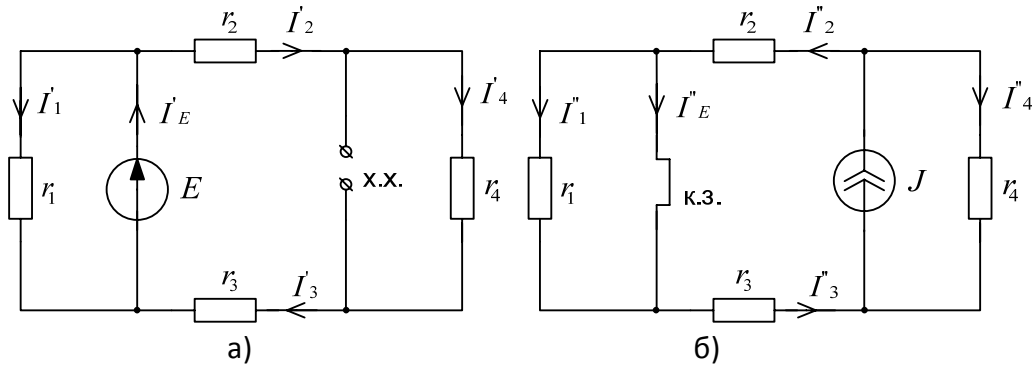 r₂ I'₂ r₂ I"₂
I'₁ I'E I'₄ I"₁ I"E I"₄
r₁ E х.х. r₄ r₁ к.з. J r₄
r₃ I'₃ r₃ I"₃
а) б)